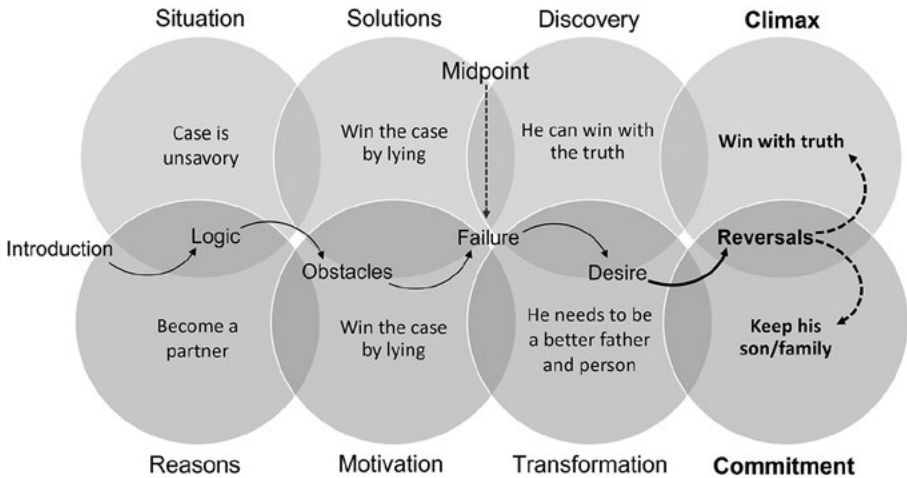 Situation
Solutions
Discovery
Climax
Midpoint
Case is
unsavory
Win the case
by lying
He can win with
the truth
Win with truth
Introduction
Logic
Obstacles
Failure
Desire
Reversals
Become a
partner
Win the case
by lying
He needs to be
a better father
and person
Keep his
son/family
Reasons
Motivation
Transformation
Commitment